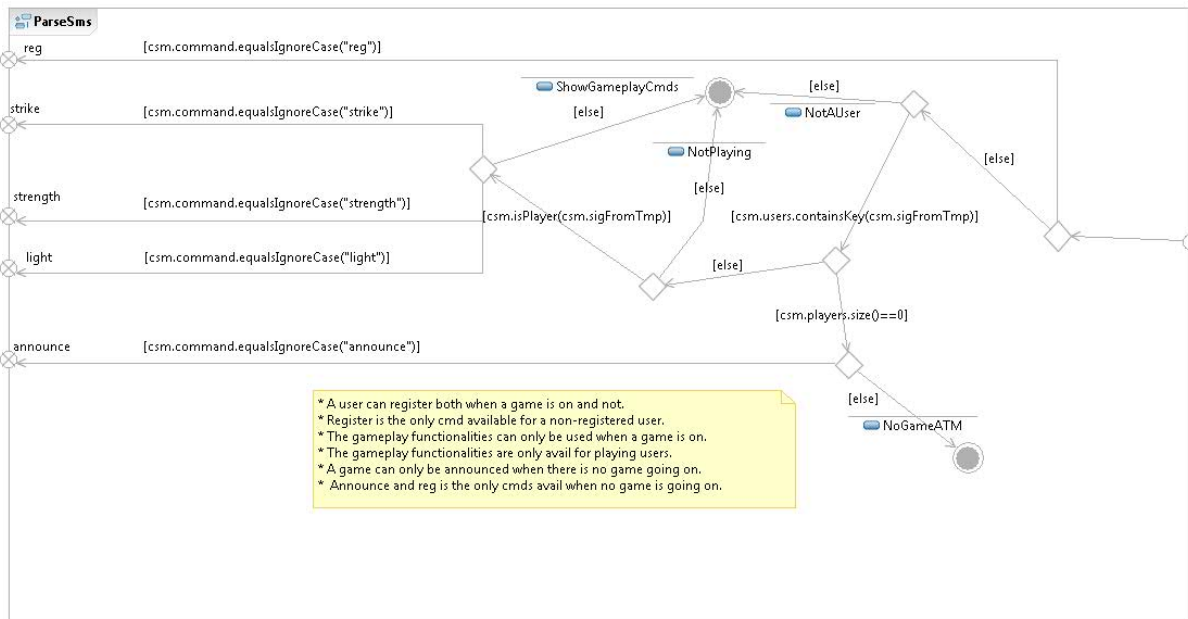 ParseSms
reg
[csm.command.equalsIgnoreCase("reg")]
ShowGameplayCmds
[else]
[else]
NotAUser
strike
[csm.command.equalsIgnoreCase("strike")]
NotPlaying
[else]
[else]
strength
[csm.command.equalsIgnoreCase("strength")]
[csm.isPlayer(csm.sigFromTmp)]
[csm.users.containsKey(csm.sigFromTmp)]
light
[csm.command.equalsIgnoreCase("light")]
[else]
[csm.players.size()==0]
announce
[csm.command.equalsIgnoreCase("announce")]
[else]
NoGameATM
* A user can register both when a game is on and not.
* Register is the only cmd available for a non-registered user.
* The gameplay functionalities can only be used when a game is on.
* The gameplay functionalities are only avail for playing users.
* A game can only be announced when there is no game going on.
* Announce and reg is the only cmds avail when no game is going on.